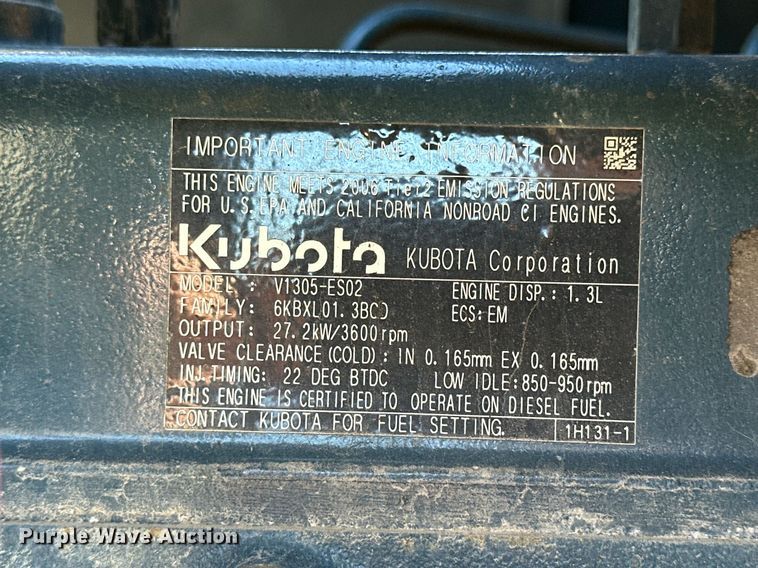 IMPORTANT ENGINE INFORMATION
THIS ENGINE MEETS 2006 Tier2 EMISSION REGULATIONS
FOR U.S.EPA AND CALIFORNIA NONROAD CI ENGINES.
Kubota KUBOTA Corporation
MODEL : V1305-ES02 ENGINE DISP.: 1.3L
FAMILY: 6KBXL01.3BCD ECS:EM
OUTPUT: 27.2kW/3600rpm
VALVE CLEARANCE(COLD): IN 0.165mm EX 0.165mm
INJ.TIMING: 22 DEG BTDC LOW IDLE:850-950rpm
THIS ENGINE IS CERTIFIED TO OPERATE ON DIESEL FUEL.
CONTACT KUBOTA FOR FUEL SETTING. 1H131-1
Purple Wave Auction